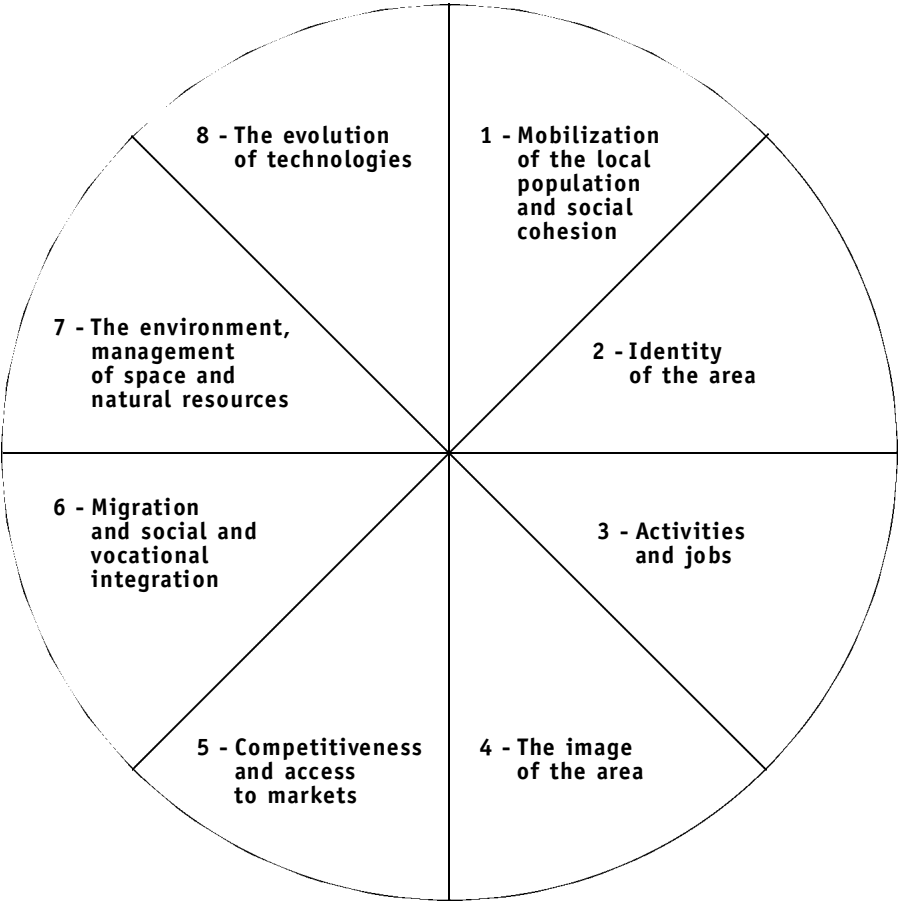 1 - Mobilization
of the local
population
and social
cohesion
2 - Identity
of the area
3 - Activities
and jobs
4 - The image
of the area
5 - Competitiveness
and access
to markets
6 - Migration
and social and
vocational
integration
7 - The environment,
management
of space and
natural resources
8 - The evolution
of technologies